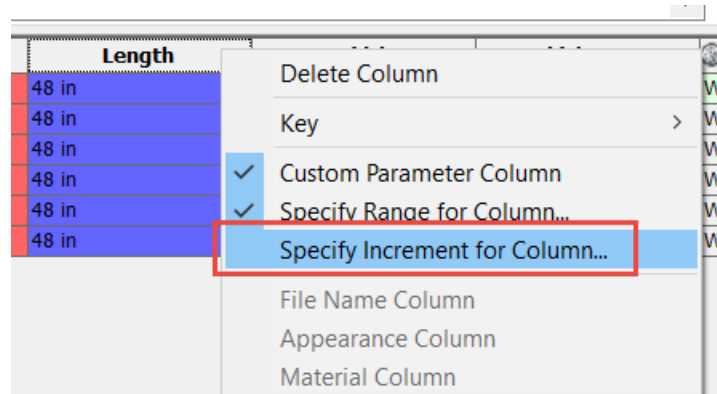 Length
Delete Column
48 in
Key
48 in
48 in
Custom Parameter Column
48 in
Specify Range for Column...
48 in
Specify Increment for Column...
48 in
File Name Column
Appearance Column
Material Column